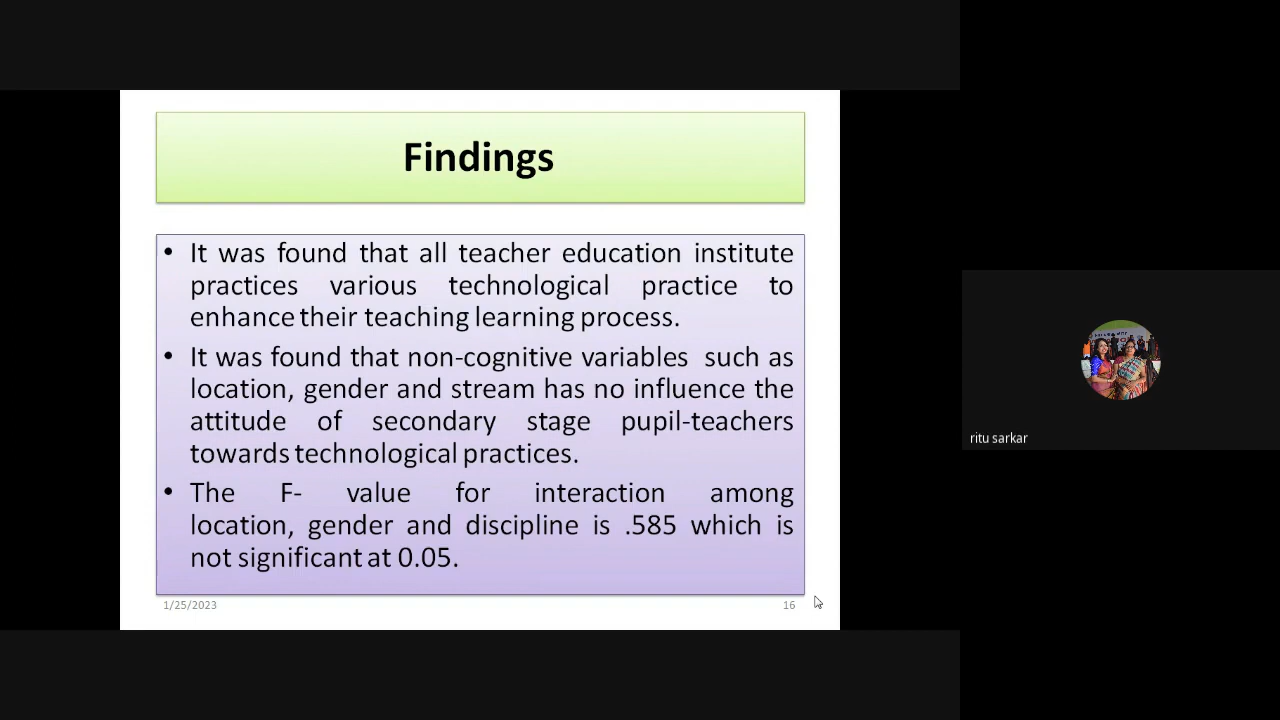 Findings
• It was found that all teacher education institute
practices various technological practice to
enhance their teaching learning process.
• It was found that non-cognitive variables such as
location, gender and stream has no influence the
attitude of secondary stage pupil-teachers
towards technological practices.
• The F- value for interaction among
location, gender and discipline is .585 which is
not significant at 0.05.
1/25/2023
16
ritu sarkar